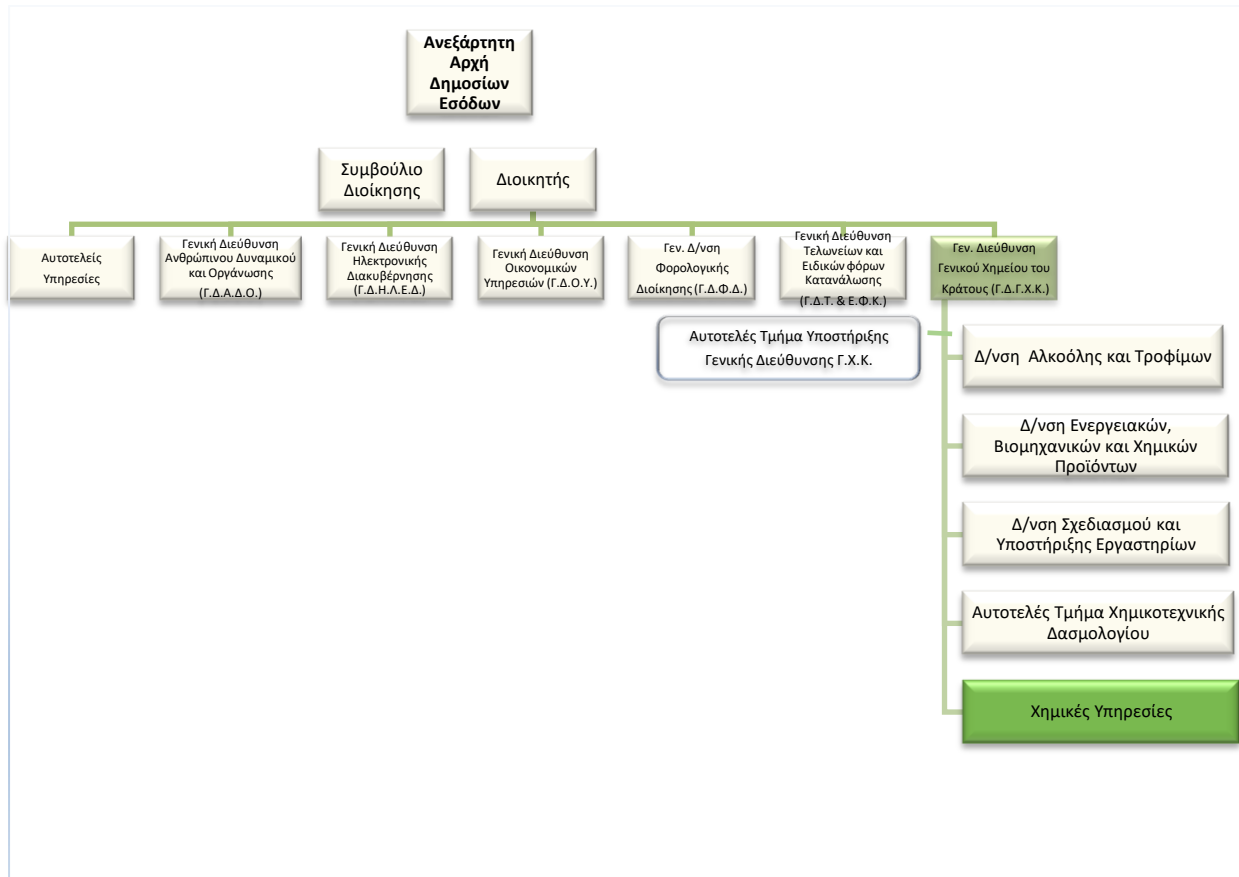 Ανεξάρτητη
Αρχή
Δημοσίων
Εσόδων
Συμβούλιο
Διοίκησης
Διοικητής
Αυτοτελείς
Υπηρεσίες
Γενική Διεύθυνση
Ανθρώπινου Δυναμικού
και Οργάνωσης
(Γ.Δ.Α.Δ.Ο.)
Γενική Διεύθυνση
Ηλεκτρονικής
Διακυβέρνησης
(Γ.Δ.Η.Λ.Ε.Δ.)
Γενική Διεύθυνση
Οικονομικών
Υπηρεσιών (Γ.Δ.Ο.Υ.)
Γεν. Δ/νση
Φορολογικής
Διοίκησης (Γ.Δ.Φ.Δ.)
Γενική Διεύθυνση
Τελωνείων και
Ειδικών φόρων
Κατανάλωσης
(Γ.Δ.Τ. & Ε.Φ.Κ.)
Γεν. Διεύθυνση
Γενικού Χημείου του
Κράτους (Γ.Δ.Γ.Χ.Κ.)
Αυτοτελές Τμήμα Υποστήριξης
Γενικής Διεύθυνσης Γ.Χ.Κ.
Δ/νση  Αλκοόλης και Τροφίμων
Δ/νση Ενεργειακών,
Βιομηχανικών και Χημικών
Προϊόντων
Δ/νση Σχεδιασμού και
Υποστήριξης Εργαστηρίων
Αυτοτελές Τμήμα Χημικοτεχνικής
Δασμολογίου
Χημικές Υπηρεσίες